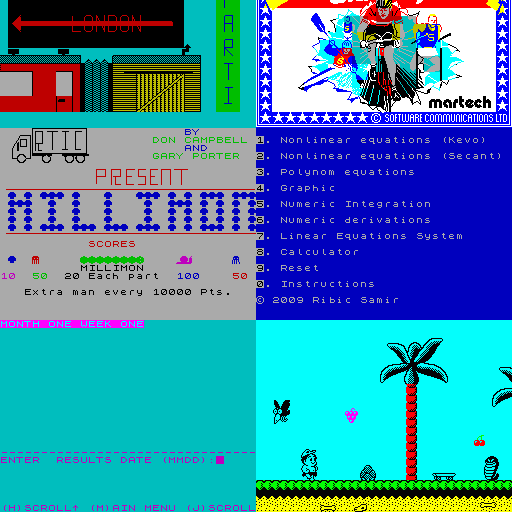 LONDON
ARTI
martech
© SOFTWARE COMMUNICATIONS LTD
RTIC
BY
DON CAMPBELL
AND
GARY PORTER
PRESENT
SCORES
MILLIMON
10 50 20 Each part 100 50
Extra man every 10000 Pts.
1. Nonlinear equations (Kevo)
2. Nonlinear equations (Secant)
3. Polynom equations
4. Graphic
5. Numeric Integration
6. Numeric derivations
7. Linear Equations System
8. Calculator
9. Reset
0. Instructions
© 2009 Ribic Samir
MONTH ONE WEEK ONE
ENTER RESULTS DATE (MMDD)
(H)SCROLL↑ (M)AIN MENU (J)SCROLL